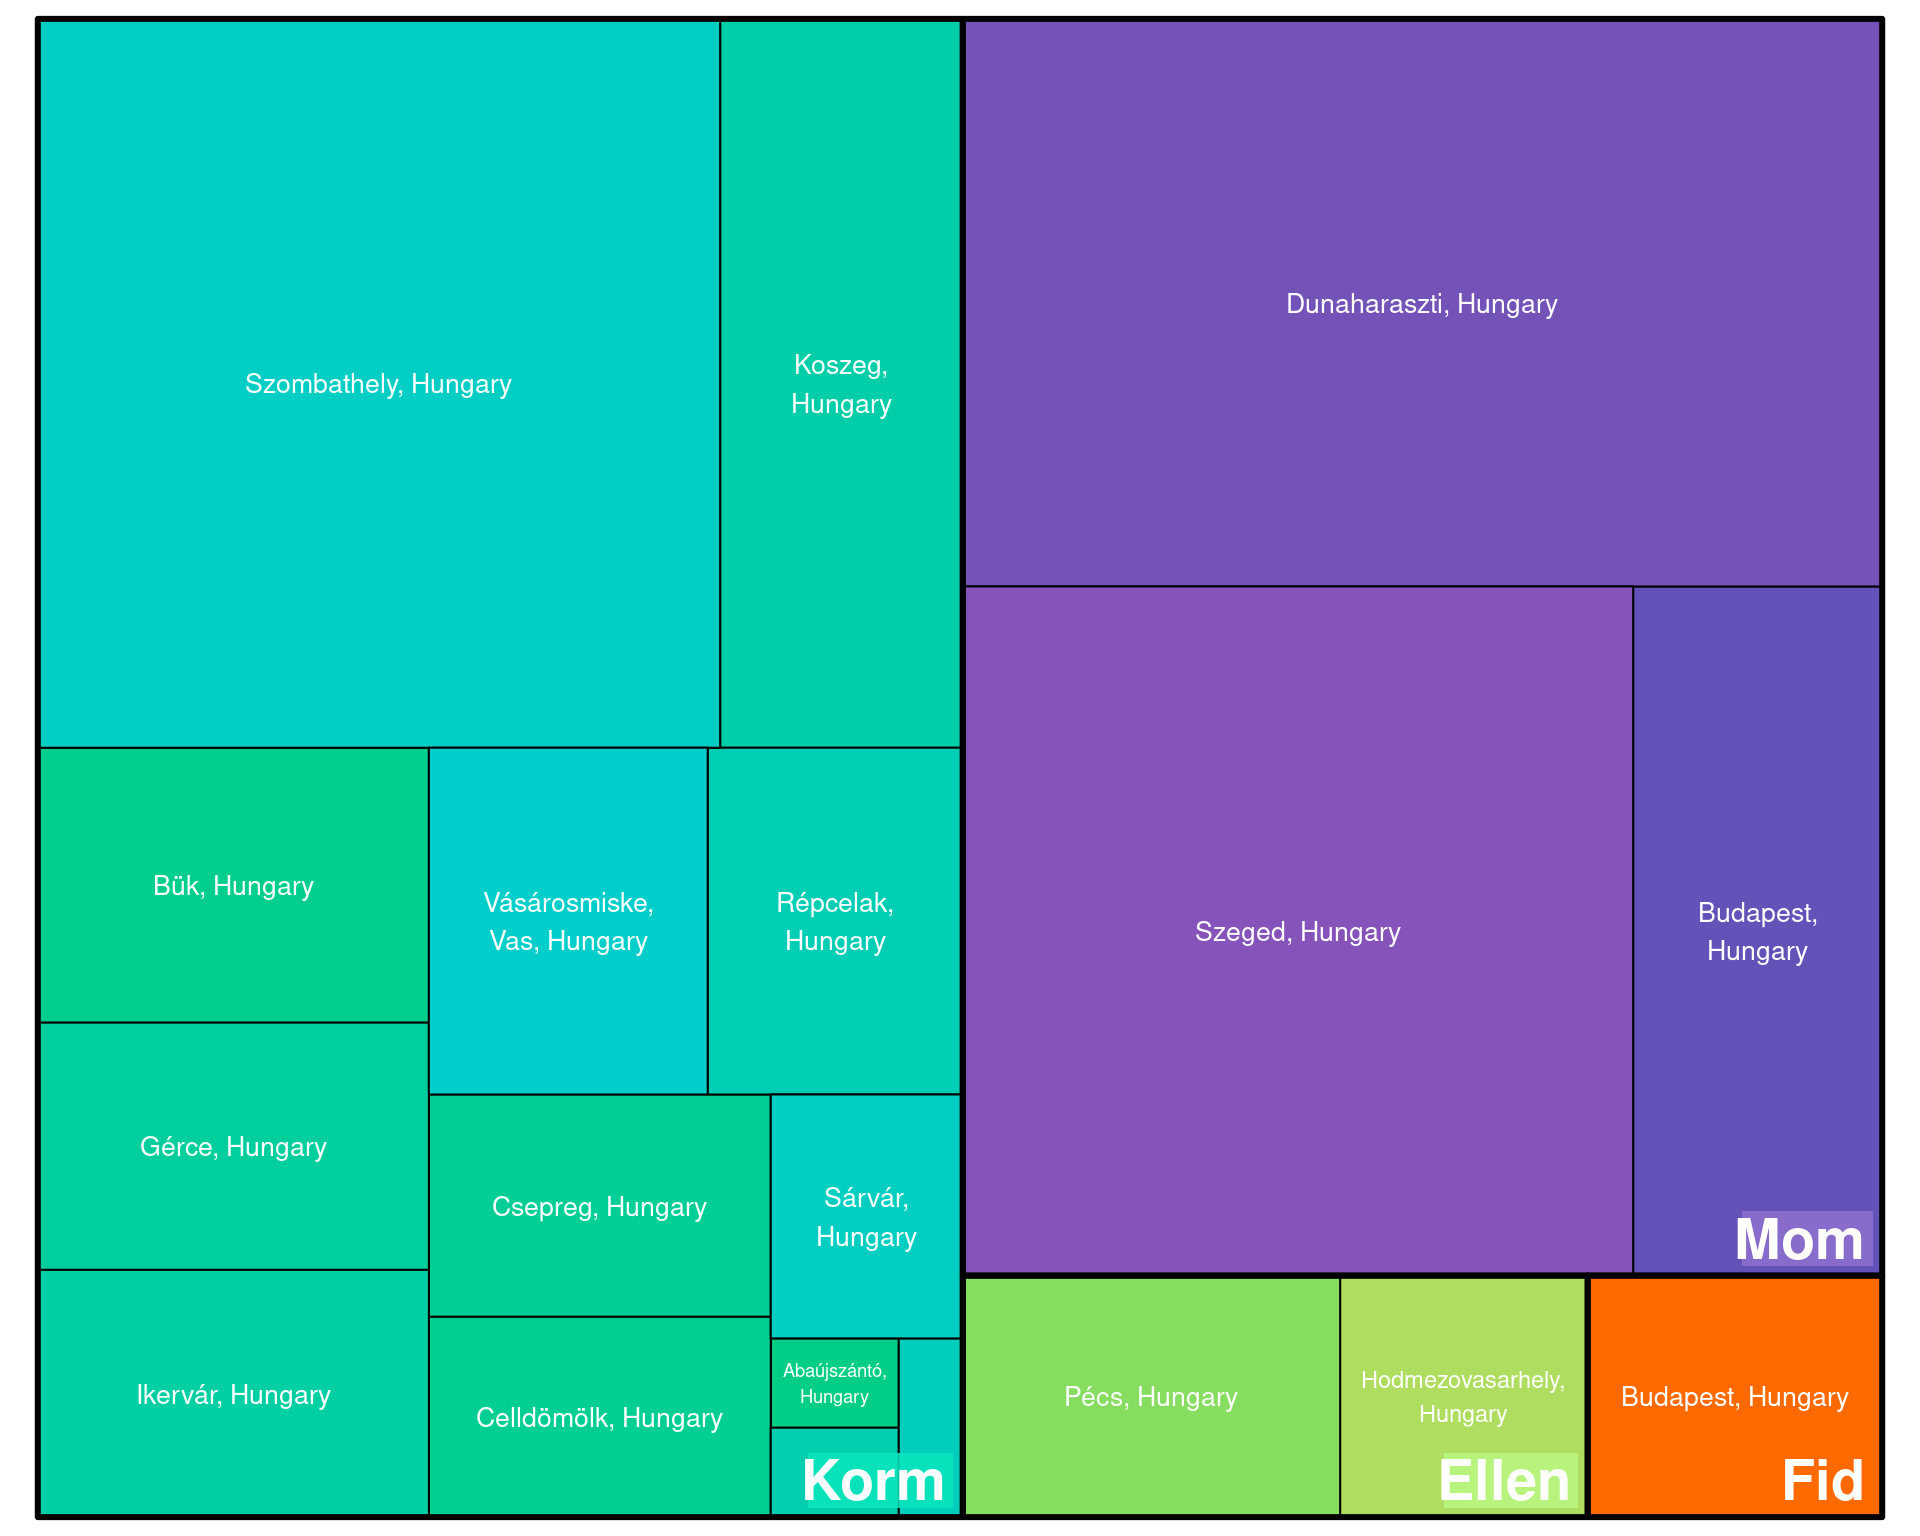 Szombathely, Hungary
Koszeg,
Hungary
Dunaharaszti, Hungary
Bük, Hungary
Vásárosmiske,
Vas, Hungary
Répcelak,
Hungary
Szeged, Hungary
Budapest,
Hungary
Gérce, Hungary
Csepreg, Hungary
Sárvár,
Hungary
Mom
Ikervár, Hungary
Celldömölk, Hungary
Abaújszántó,
Hungary
Korm
Pécs, Hungary
Hodmezovasarhely,
Hungary
Ellen
Budapest, Hungary
Fid